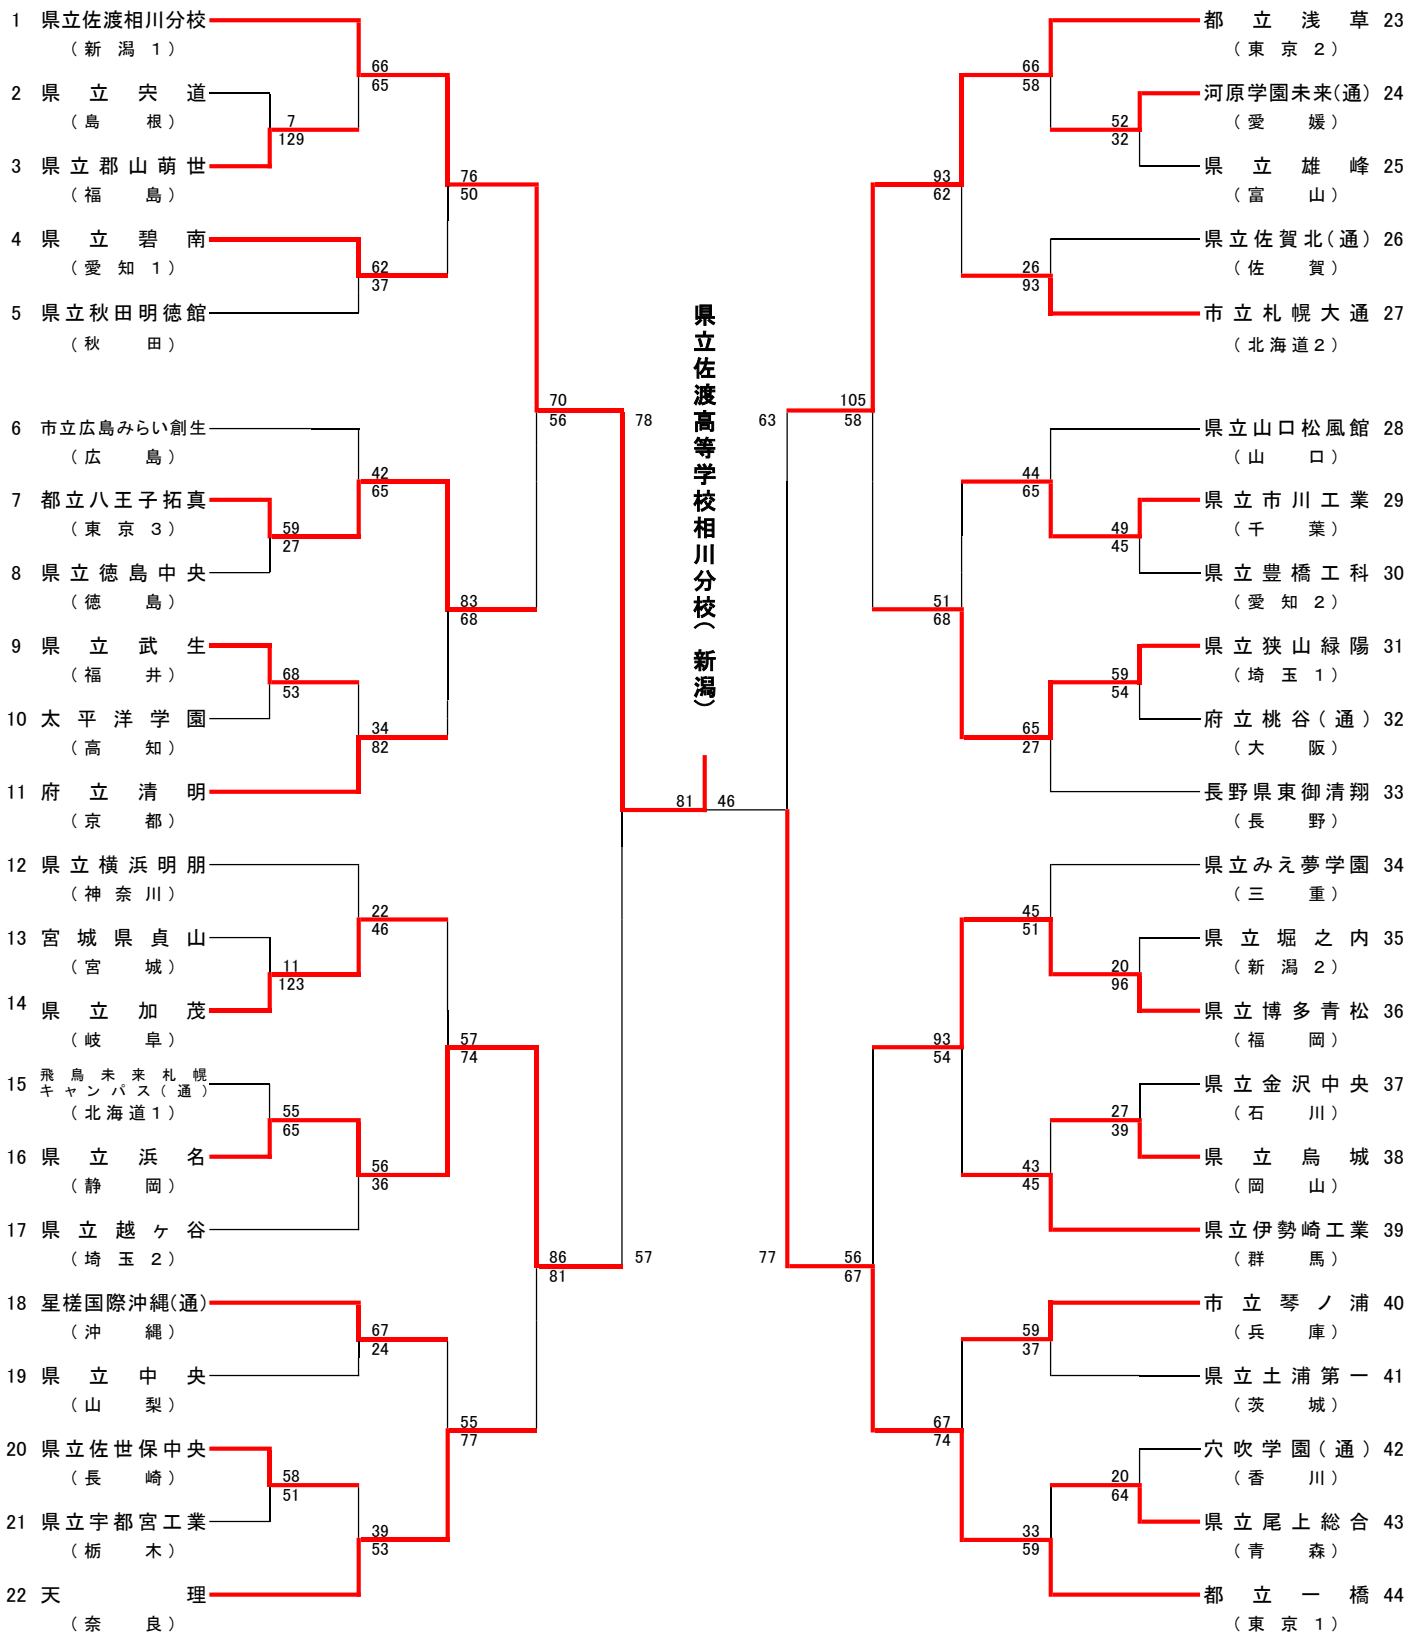 1 県立佐渡相川分校
(新潟1)
2 県立宍道
(島根)
3 県立郡山萌世
(福島)
4 県立碧南
(愛知1)
5 県立秋田明徳館
(秋田)
6 市立広島みらい創生
(広島)
7 都立八王子拓真
(東京3)
8 県立徳島中央
(徳島)
9 県立武生
(福井)
10 太平洋学園
(高知)
11 府立清明
(京都)
12 県立横浜明朋
(神奈川)
13 宮城県貞山
(宮城)
14 県立加茂
(岐阜)
15 飛鳥未来札幌
キャンパス(通)
(北海道1)
16 県立浜名
(静岡)
17 県立越ヶ谷
(埼玉2)
18 星槎国際沖縄(通)
(沖縄)
19 県立中央
(山梨)
20 県立佐世保中央
(長崎)
21 県立宇都宮工業
(栃木)
22 天理
(奈良)
7
129
59
27
68
53
11
123
55
65
58
51
66
65
62
37
42
65
34
82
22
46
56
36
67
24
39
53
76
50
83
68
57
74
55
77
70
56
86
81
78
57
81
県立佐渡高等学校相川分校(新潟)
46
63
77
105
58
56
67
93
62
51
68
93
54
67
74
66
58
26
93
44
65
65
27
45
51
43
45
59
37
33
59
52
32
49
45
59
54
20
96
27
39
20
64
都立浅草 23
(東京2)
河原学園未来(通) 24
(愛媛)
県立雄峰 25
(富山)
県立佐賀北(通) 26
(佐賀)
市立札幌大通 27
(北海道2)
県立山口松風館 28
(山口)
県立市川工業 29
(千葉)
県立豊橋工科 30
(愛知2)
県立狭山緑陽 31
(埼玉1)
府立桃谷(通) 32
(大阪)
長野県東御清翔 33
(長野)
県立みえ夢学園 34
(三重)
県立堀之内 35
(新潟2)
県立博多青松 36
(福岡)
県立金沢中央 37
(石川)
県立烏城 38
(岡山)
県立伊勢崎工業 39
(群馬)
市立琴ノ浦 40
(兵庫)
県立土浦第一 41
(茨城)
穴吹学園(通) 42
(香川)
県立尾上総合 43
(青森)
都立一橋 44
(東京1)